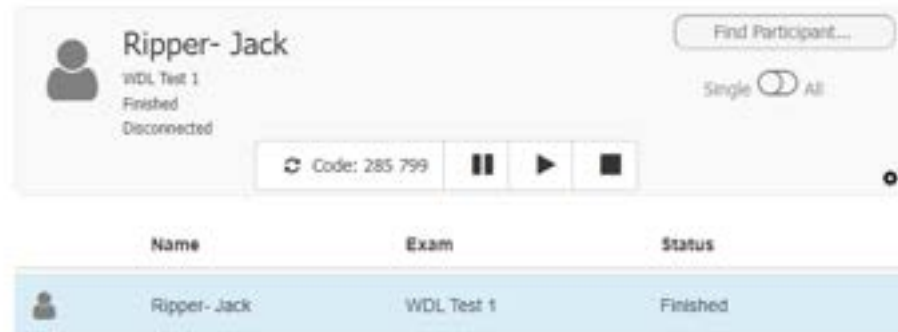 Ripper- Jack
WDL Test 1
Finished
Disconnected
Find Participant...
Single All
Code: 285 799
Name Exam Status
Ripper- Jack WDL Test 1 Finished